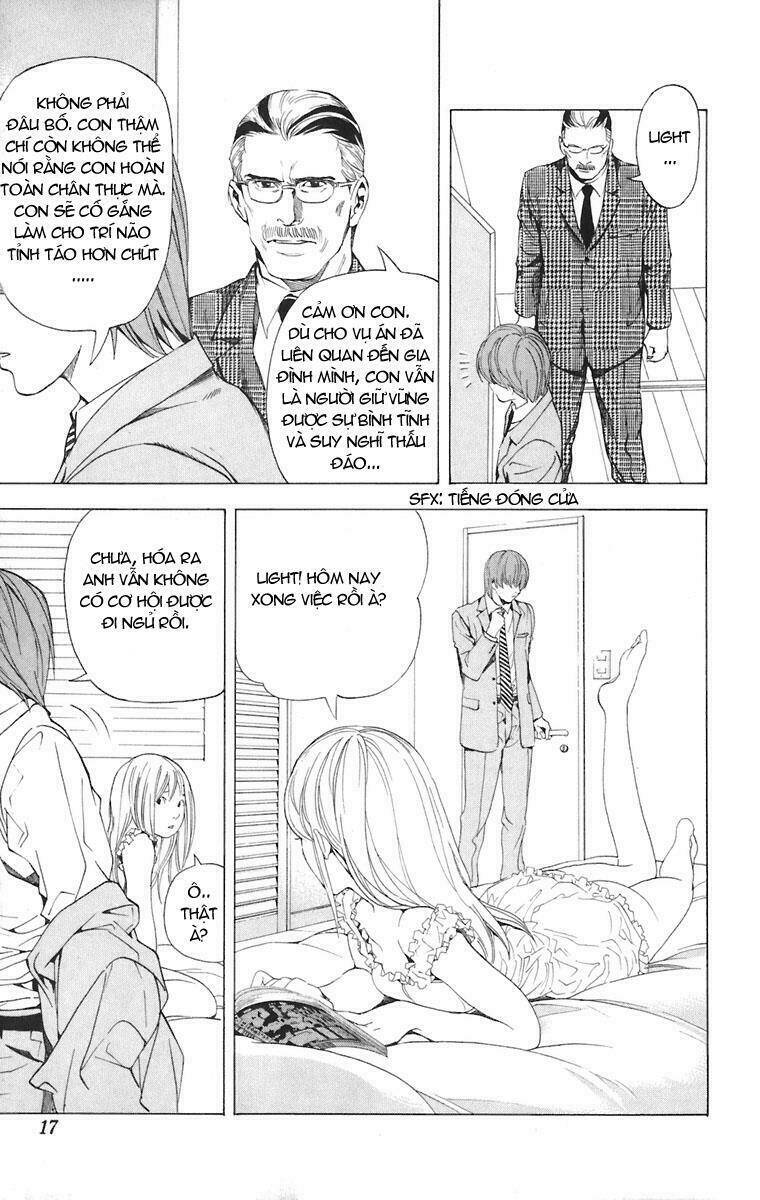 LIGHT
...
CẢM ƠN CON.
DÙ CHO VỤ ÁN ĐÃ
LIÊN QUAN ĐẾN GIA
ĐÌNH MÌNH, CON VẪN
LÀ NGƯỜI GIỮ VỮNG
ĐƯỢC SỰ BÌNH TĨNH
VÀ SUY NGHĨ THẤU
ĐÁO...
KHÔNG PHẢI
ĐÂU BỐ. CON THẬM
CHÍ CÒN KHÔNG THỂ
NÓI RẰNG CON HOÀN
TOÀN CHÂN THỰC MÀ.
CON SẼ CỐ GẮNG
LÀM CHO TRÍ NÃO
TỈNH TÁO HƠN CHÚT
.....
SFX: TIẾNG ĐÓNG CỬA
LIGHT! HÔM NAY
XONG VIỆC RỒI À?
CHƯA, HÓA RA
ANH VẪN KHÔNG
CÓ CƠ HỘI ĐƯỢC
ĐI NGỦ RỒI.
Ồ..
THẬT
À?
17